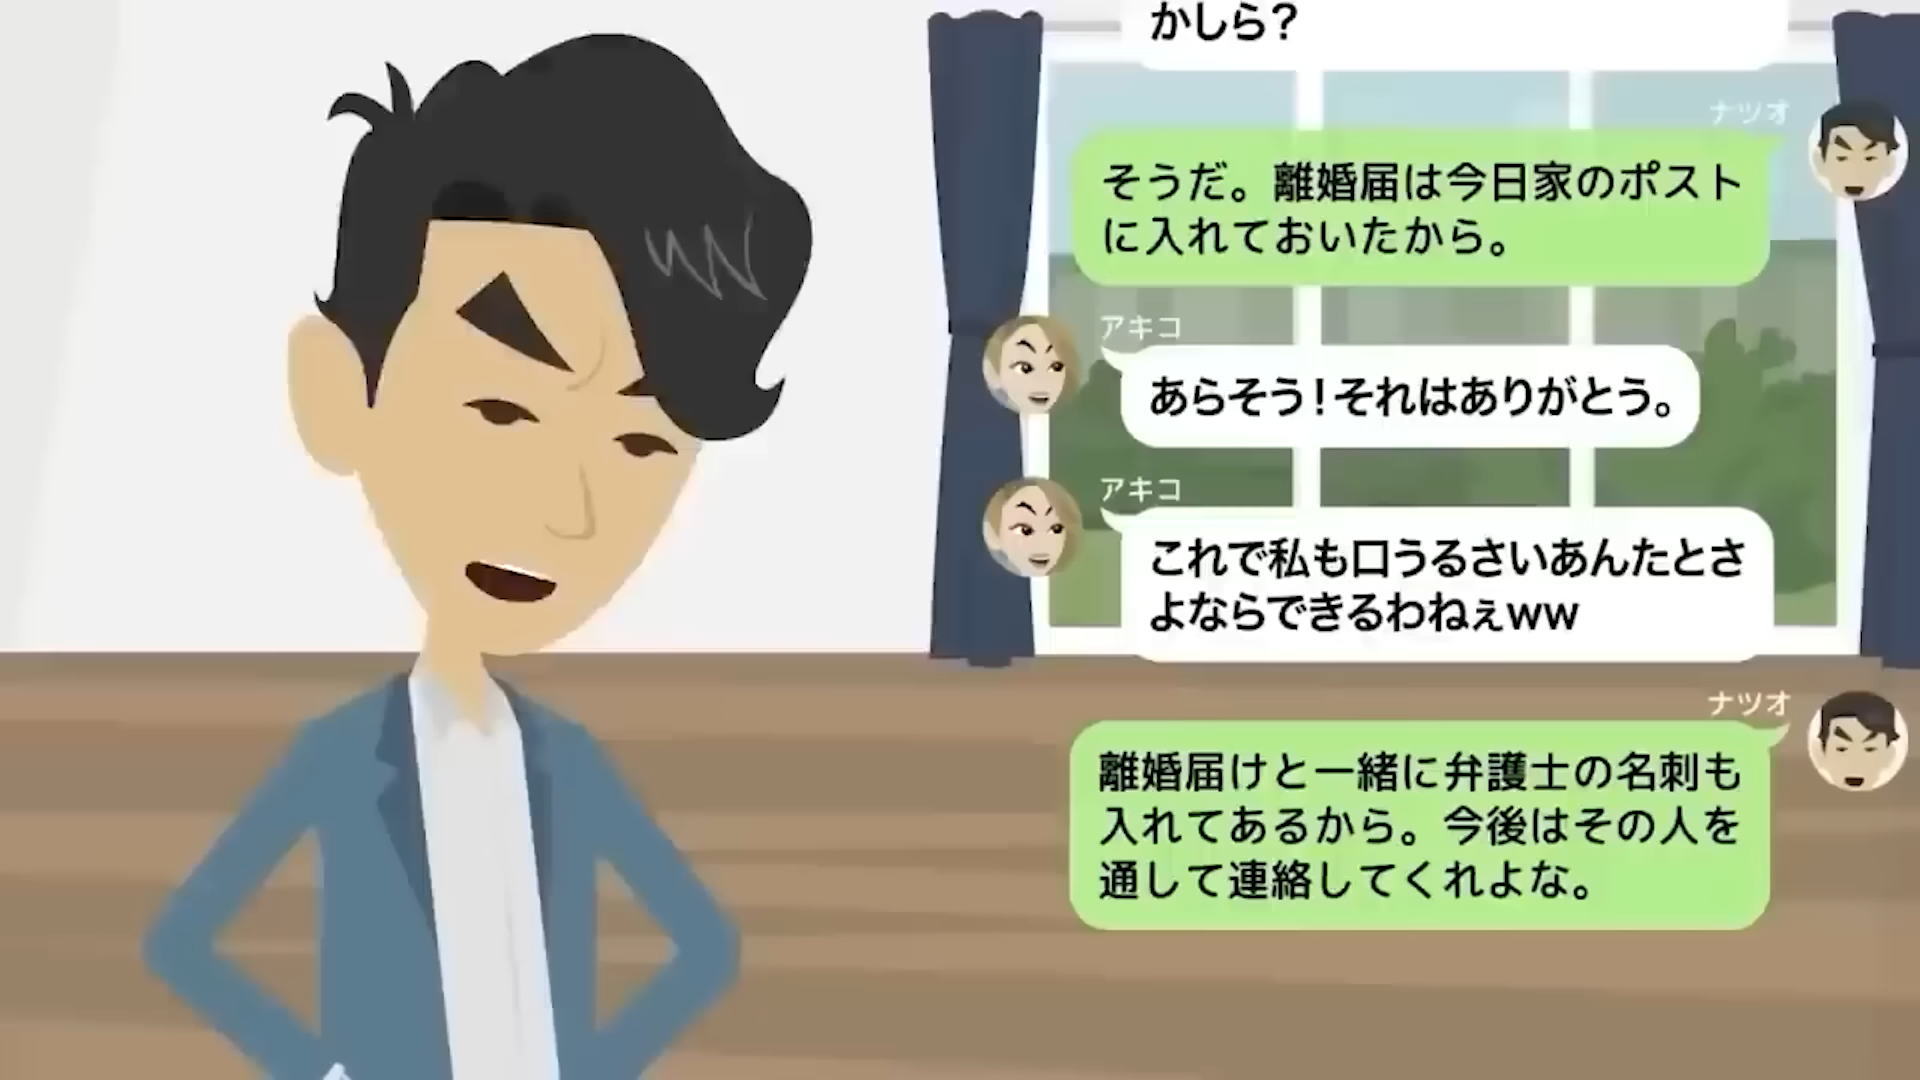 かしら？
ナツオ
そうだ。離婚届は今日家のポスト
に入れておいたから。
アキコ
あらそう！それはありがとう。
アキコ
これで私も口うるさいあんたとさ
よならできるわねぇww
ナツオ
離婚届けと一緒に弁護士の名刺も
入れてあるから。今後はその人を
通して連絡してくれよな。